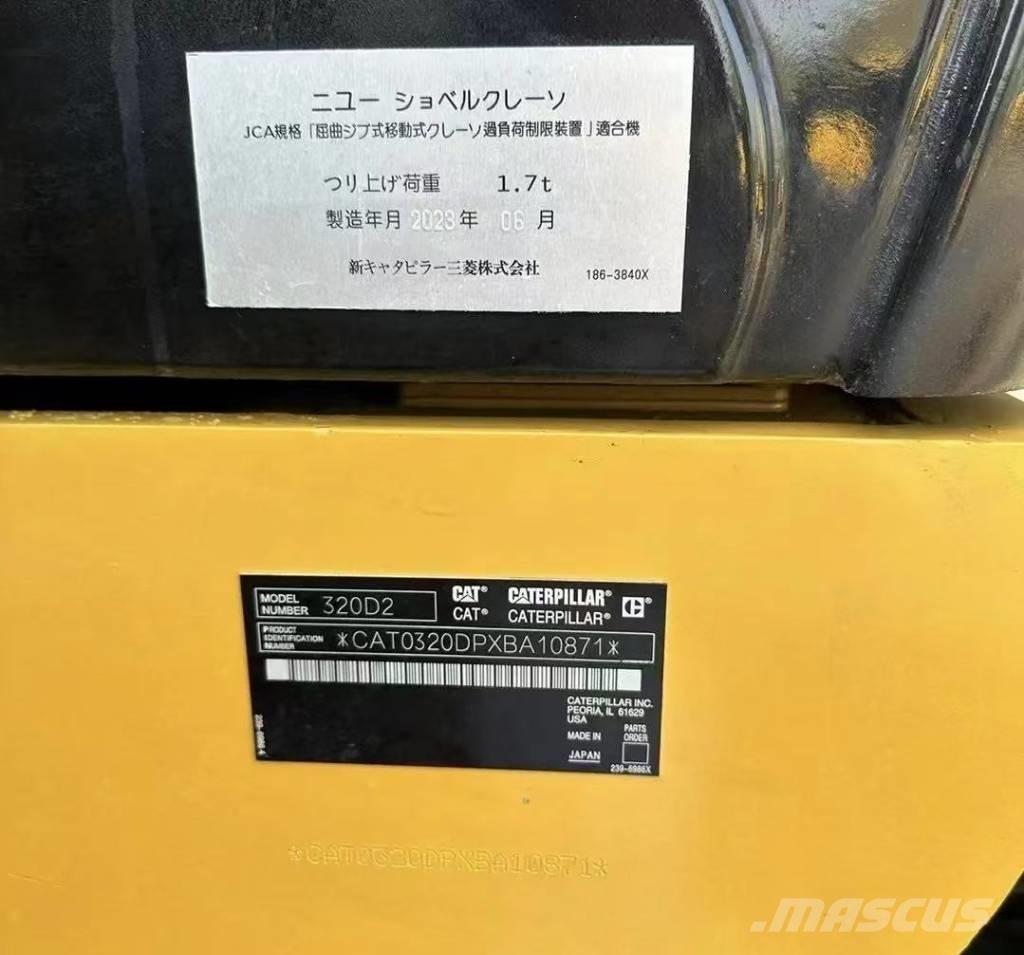 ニユー ショベルクレーソ
JCA規格「屈曲ジブ式移動式クレーソ過負荷制限装置」適合機
つり上げ荷重 1.7t
製造年月 2023年 06月
新キャタピラー三菱株式会社 186-3840X
MODEL NUMBER 320D2
CAT® CATERPILLAR® C®
CAT® CATERPILLAR®
PRODUCT IDENTIFICATION NUMBER *CAT0320DPXBA10871*
CATERPILLAR INC.
PEORIA, IL 61629
USA
MADE IN JAPAN
PARTS ORDER
239-6986X
*CAT0320DPXBA10871*
.MASCUS